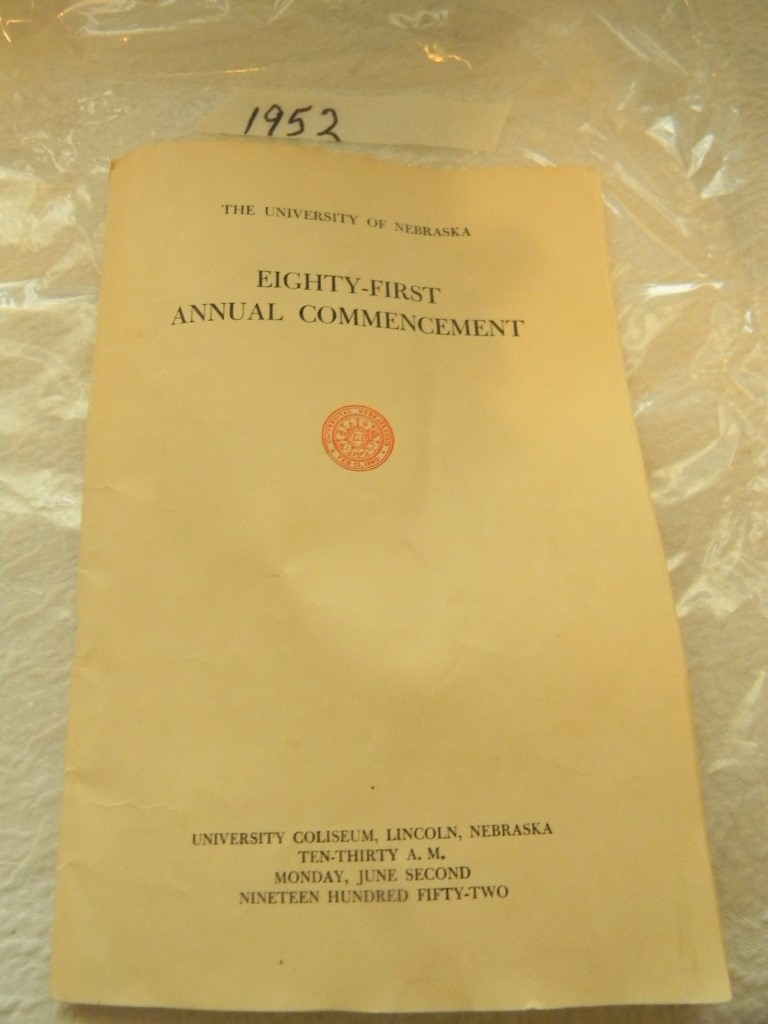 1952
THE UNIVERSITY OF NEBRASKA
EIGHTY-FIRST
ANNUAL COMMENCEMENT
UNIVERSITY COLISEUM, LINCOLN, NEBRASKA
TEN-THIRTY A. M.
MONDAY, JUNE SECOND
NINETEEN HUNDRED FIFTY-TWO